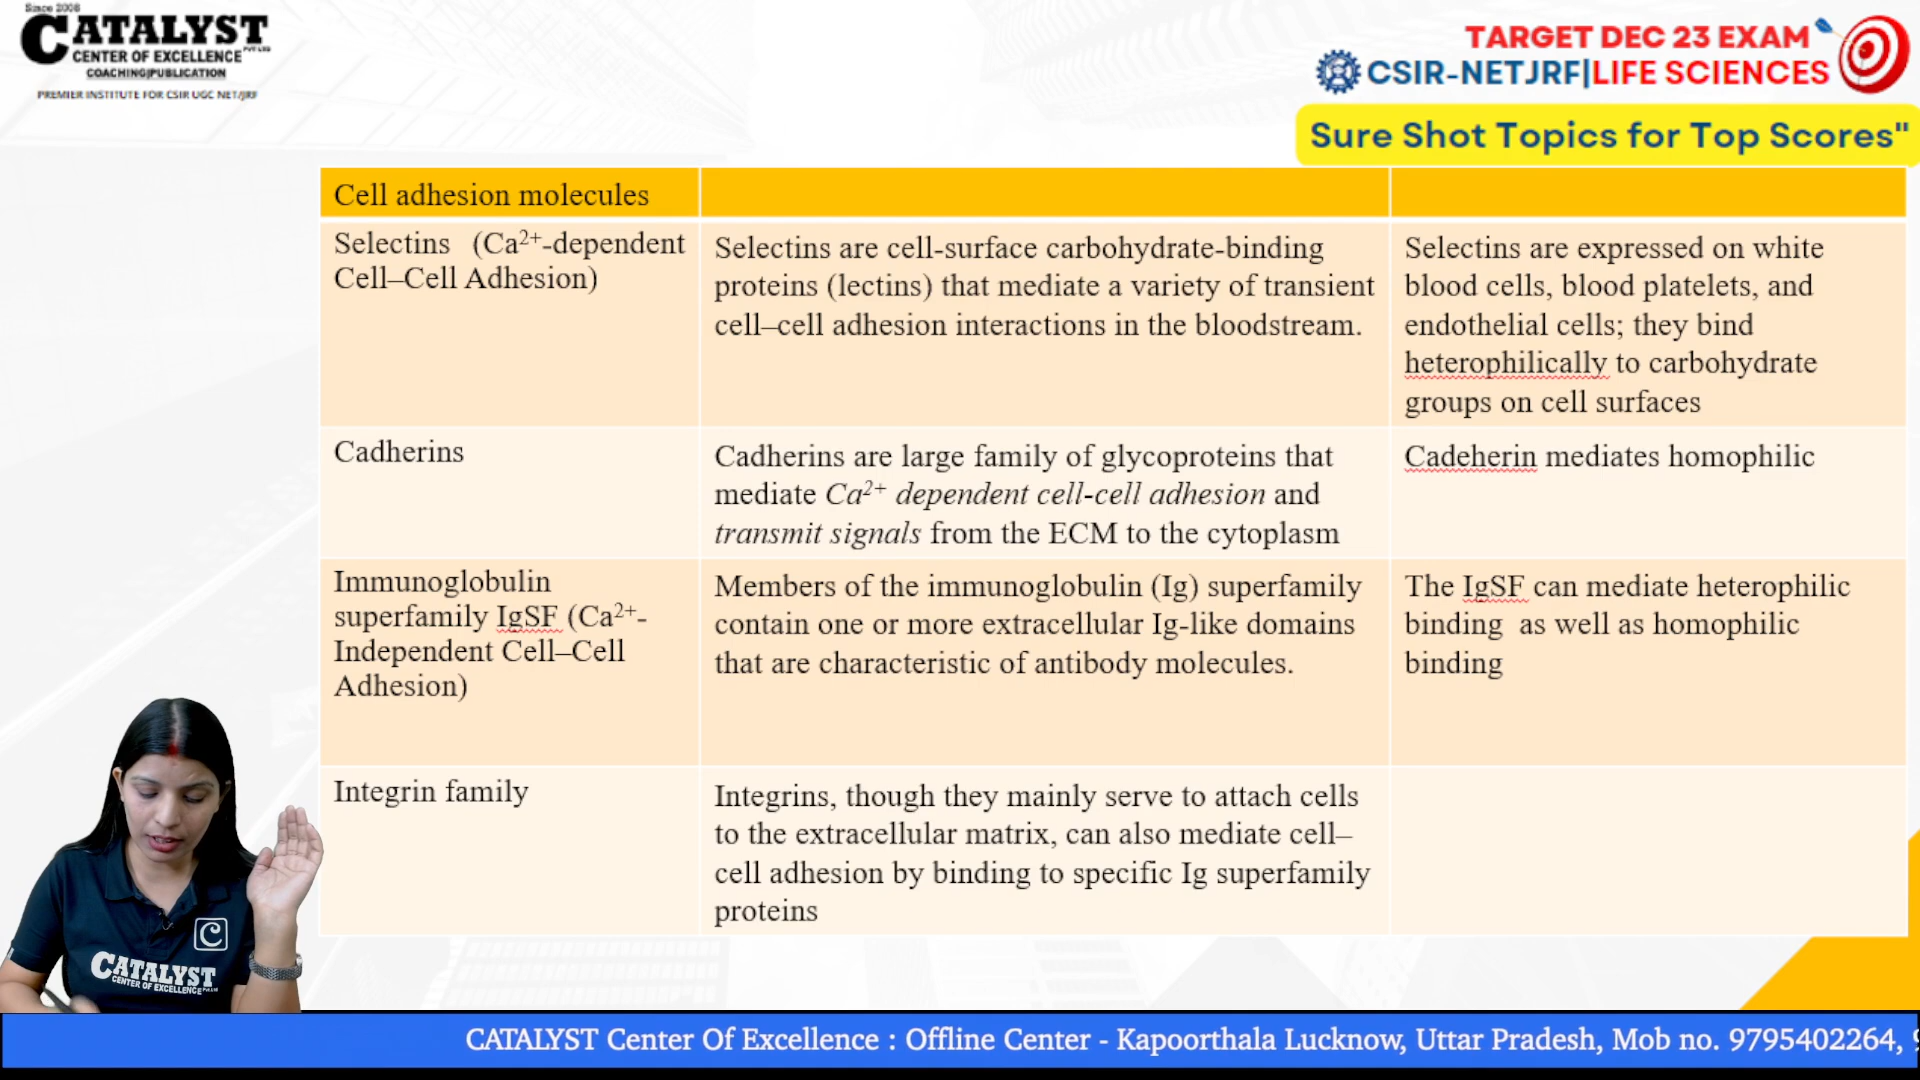 Since 2008
CATALYST
CENTER OF EXCELLENCE PVT LTD
COACHING|PUBLICATION
PREMIER INSTITUTE FOR CSIR UGC NET/JRF
TARGET DEC 23 EXAM
CSIR-NETJRF|LIFE SCIENCES
Sure Shot Topics for Top Scores"
Cell adhesion molecules
Selectins (Ca²⁺-dependent
Cell–Cell Adhesion)
Selectins are cell-surface carbohydrate-binding
proteins (lectins) that mediate a variety of transient
cell–cell adhesion interactions in the bloodstream.
Selectins are expressed on white
blood cells, blood platelets, and
endothelial cells; they bind
heterophilically to carbohydrate
groups on cell surfaces
Cadherins
Cadherins are large family of glycoproteins that
mediate Ca²⁺ dependent cell-cell adhesion and
transmit signals from the ECM to the cytoplasm
Cadeherin mediates homophilic
Immunoglobulin
superfamily IgSF (Ca²⁺-
Independent Cell–Cell
Adhesion)
Members of the immunoglobulin (Ig) superfamily
contain one or more extracellular Ig-like domains
that are characteristic of antibody molecules.
The IgSF can mediate heterophilic
binding as well as homophilic
binding
Integrin family
Integrins, though they mainly serve to attach cells
to the extracellular matrix, can also mediate cell–
cell adhesion by binding to specific Ig superfamily
proteins
C
CATALYST
CENTER OF EXCELLENCE
CATALYST Center Of Excellence : Offline Center - Kapoorthala Lucknow, Uttar Pradesh, Mob no. 9795402264,